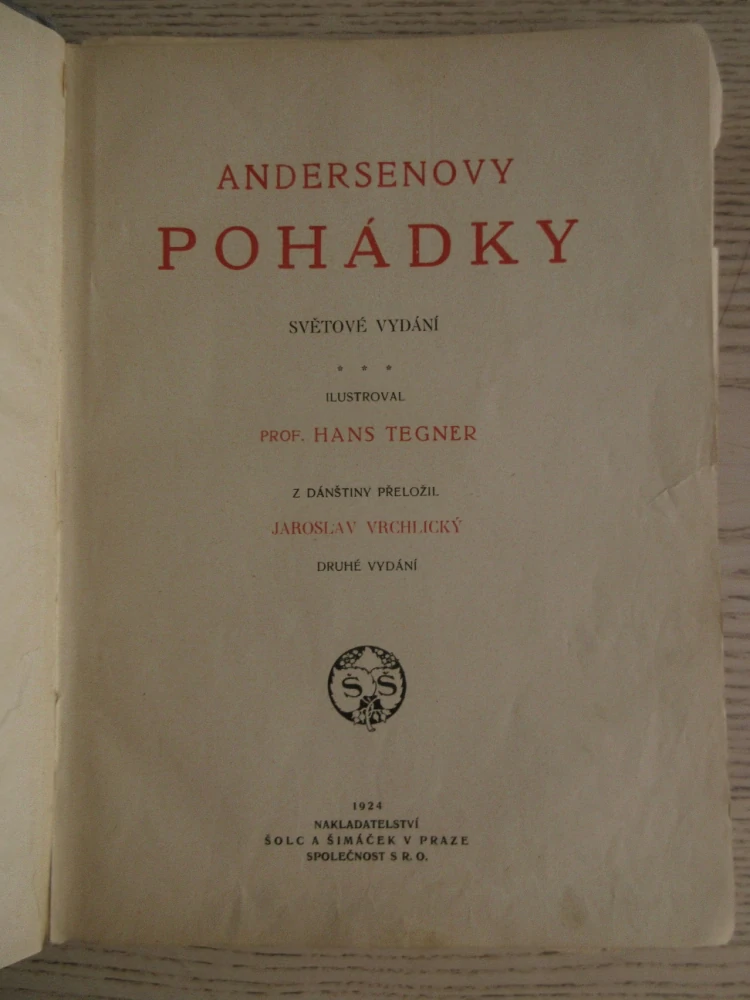 ANDERSENOVY
POHÁDKY
SVĚTOVÉ VYDÁNÍ
* * *
ILUSTROVAL
PROF. HANS TEGNER
Z DÁNŠTINY PŘELOŽIL
JAROSLAV VRCHLICKÝ
DRUHÉ VYDÁNÍ
Š Š
1924
NAKLADATELSTVÍ
ŠOLC A ŠIMÁČEK V PRAZE
SPOLEČNOST S R. O.